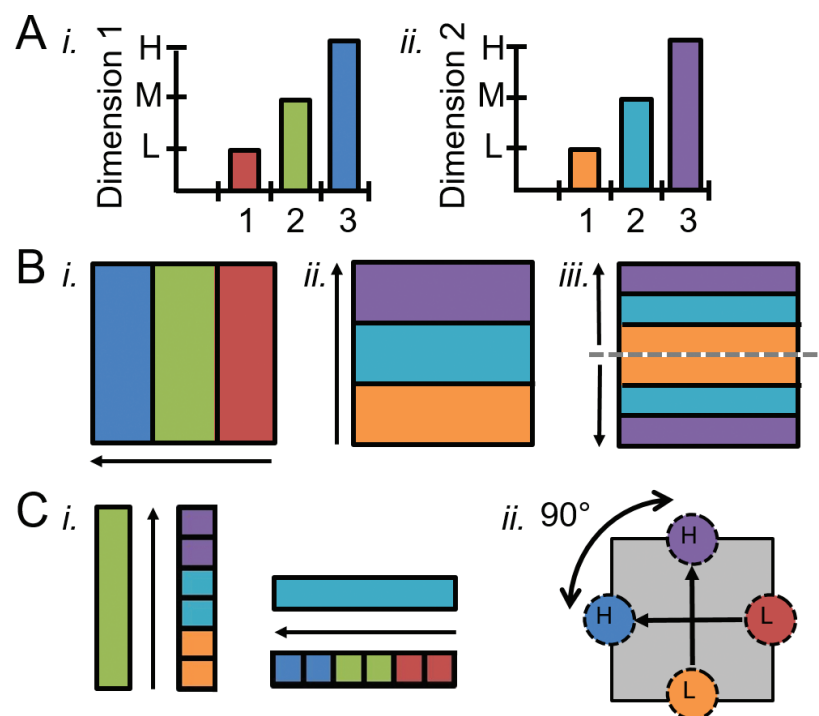 A i. ii.
Dimension 1
H
M
L
1 2 3
Dimension 2
H
M
L
1 2 3
B i. ii. iii.
C i. ii. 90°
H
H
L
L